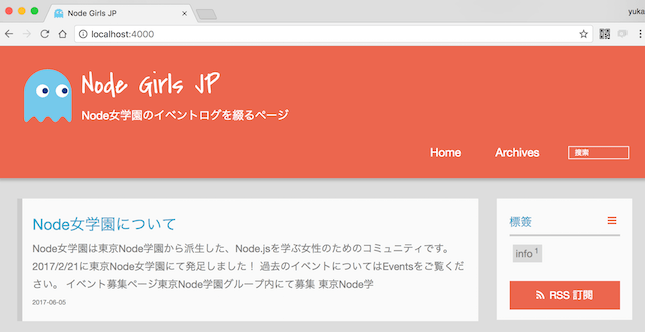 Node Girls JP
yuka
localhost:4000
Node Girls JP
Node女学園のイベントログを綴るページ
Home
Archives
搜索
Node女学園について
Node女学園は東京Node学園から派生した、Node.jsを学ぶ女性のためのコミュニティです。
2017/2/21に東京Node女学園にて発足しました！ 過去のイベントについてはEventsをご覧くだ
さい。 イベント募集ページ東京Node学園グループ内にて募集 東京Node学
2017-06-05
標簽
info 1
RSS 訂閱